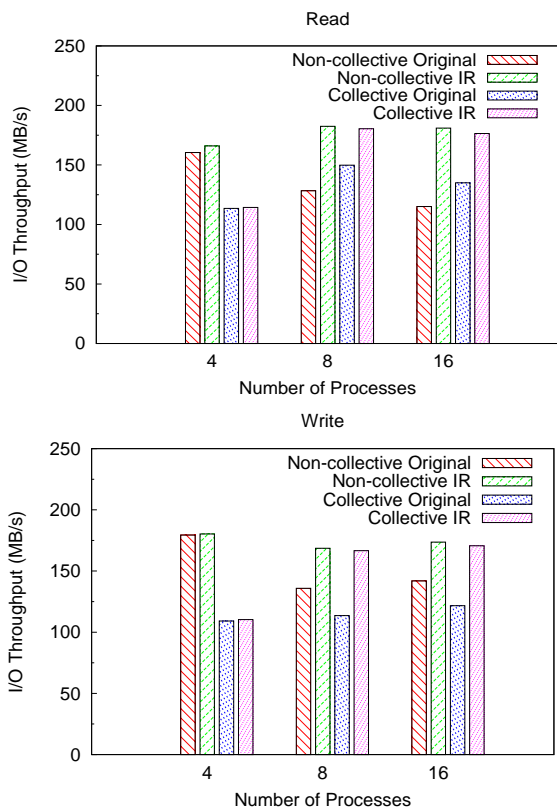 Read
250
200
150
100
50
0
I/O Throughput (MB/s)
Non-collective Original
Non-collective IR
Collective Original
Collective IR
4 8 16
Number of Processes
Write
250
200
150
100
50
0
I/O Throughput (MB/s)
Non-collective Original
Non-collective IR
Collective Original
Collective IR
4 8 16
Number of Processes